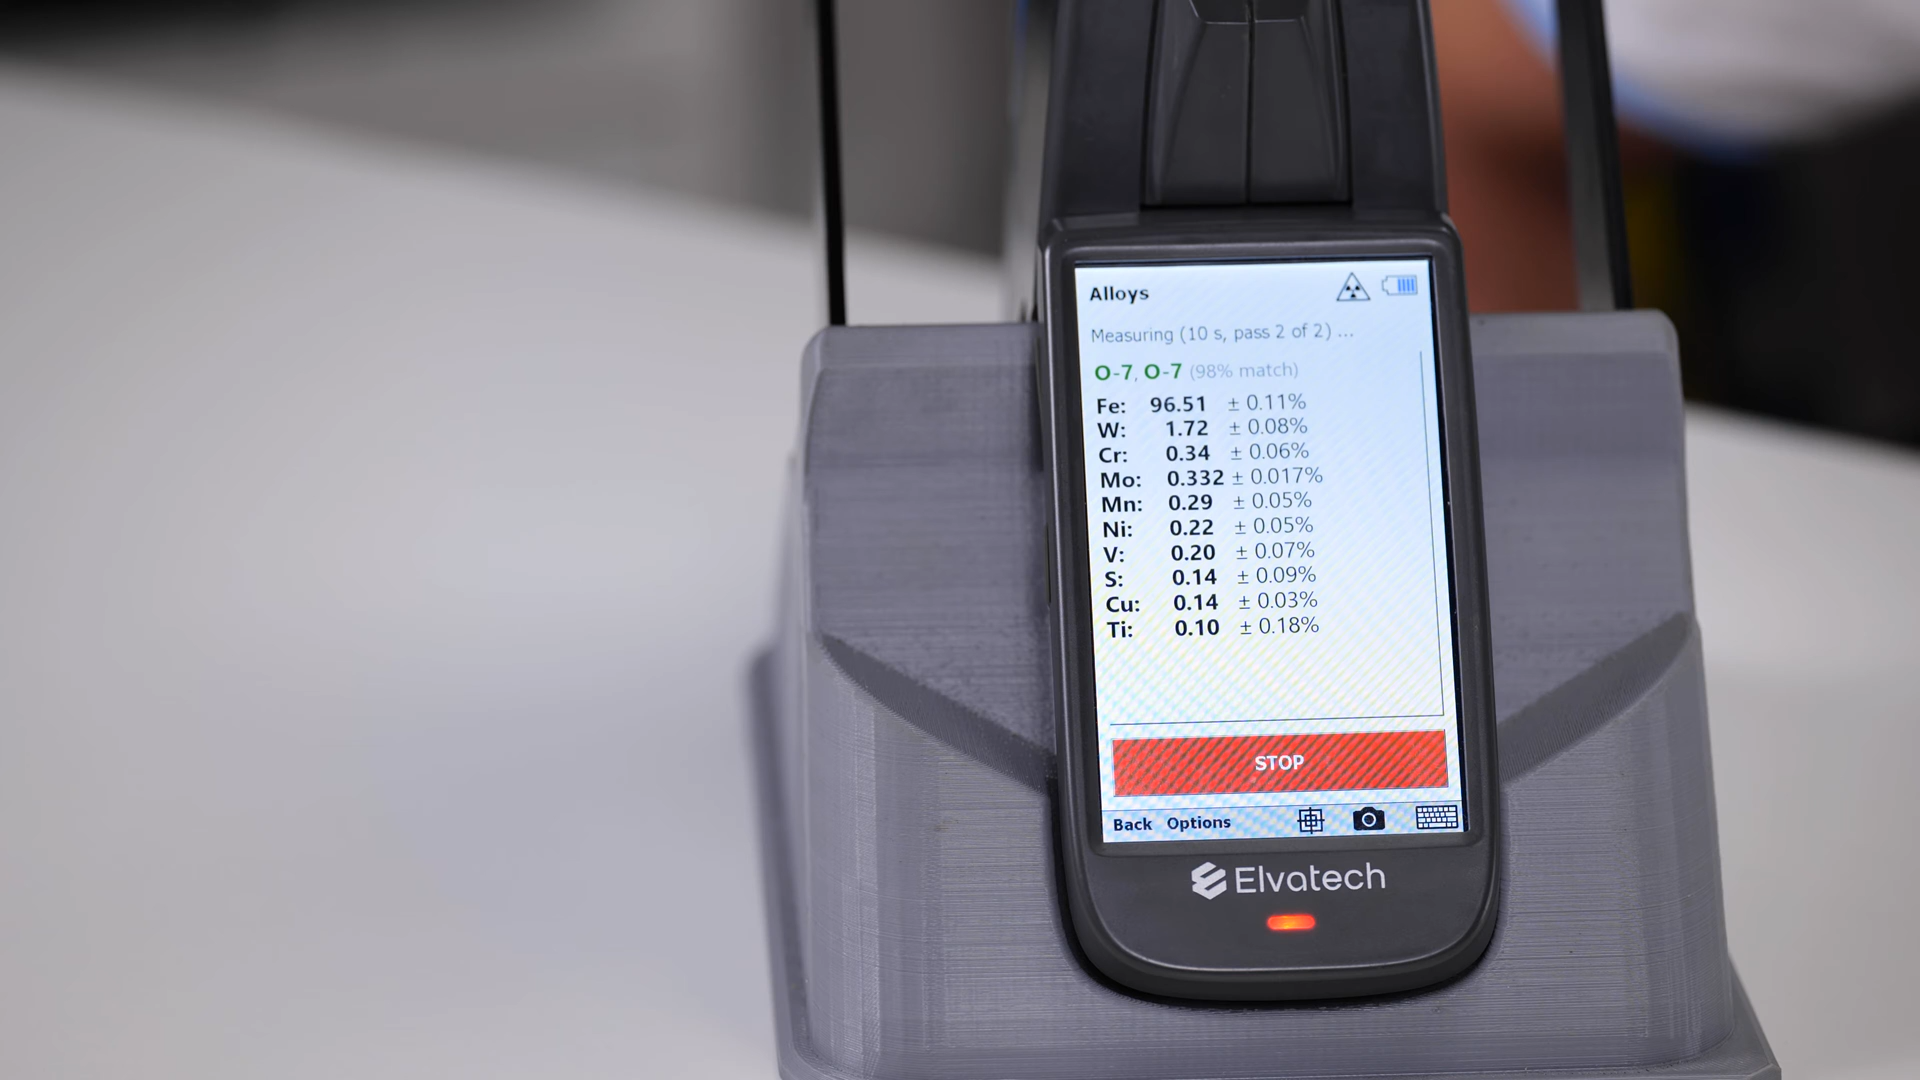 Alloys
Measuring (10 s, pass 2 of 2) ...
O-7, O-7 (98% match)
Fe: 96.51 ± 0.11%
W: 1.72 ± 0.08%
Cr: 0.34 ± 0.06%
Mo: 0.332 ± 0.017%
Mn: 0.29 ± 0.05%
Ni: 0.22 ± 0.05%
V: 0.20 ± 0.07%
S: 0.14 ± 0.09%
Cu: 0.14 ± 0.03%
Ti: 0.10 ± 0.18%
STOP
Back Options
Elvatech